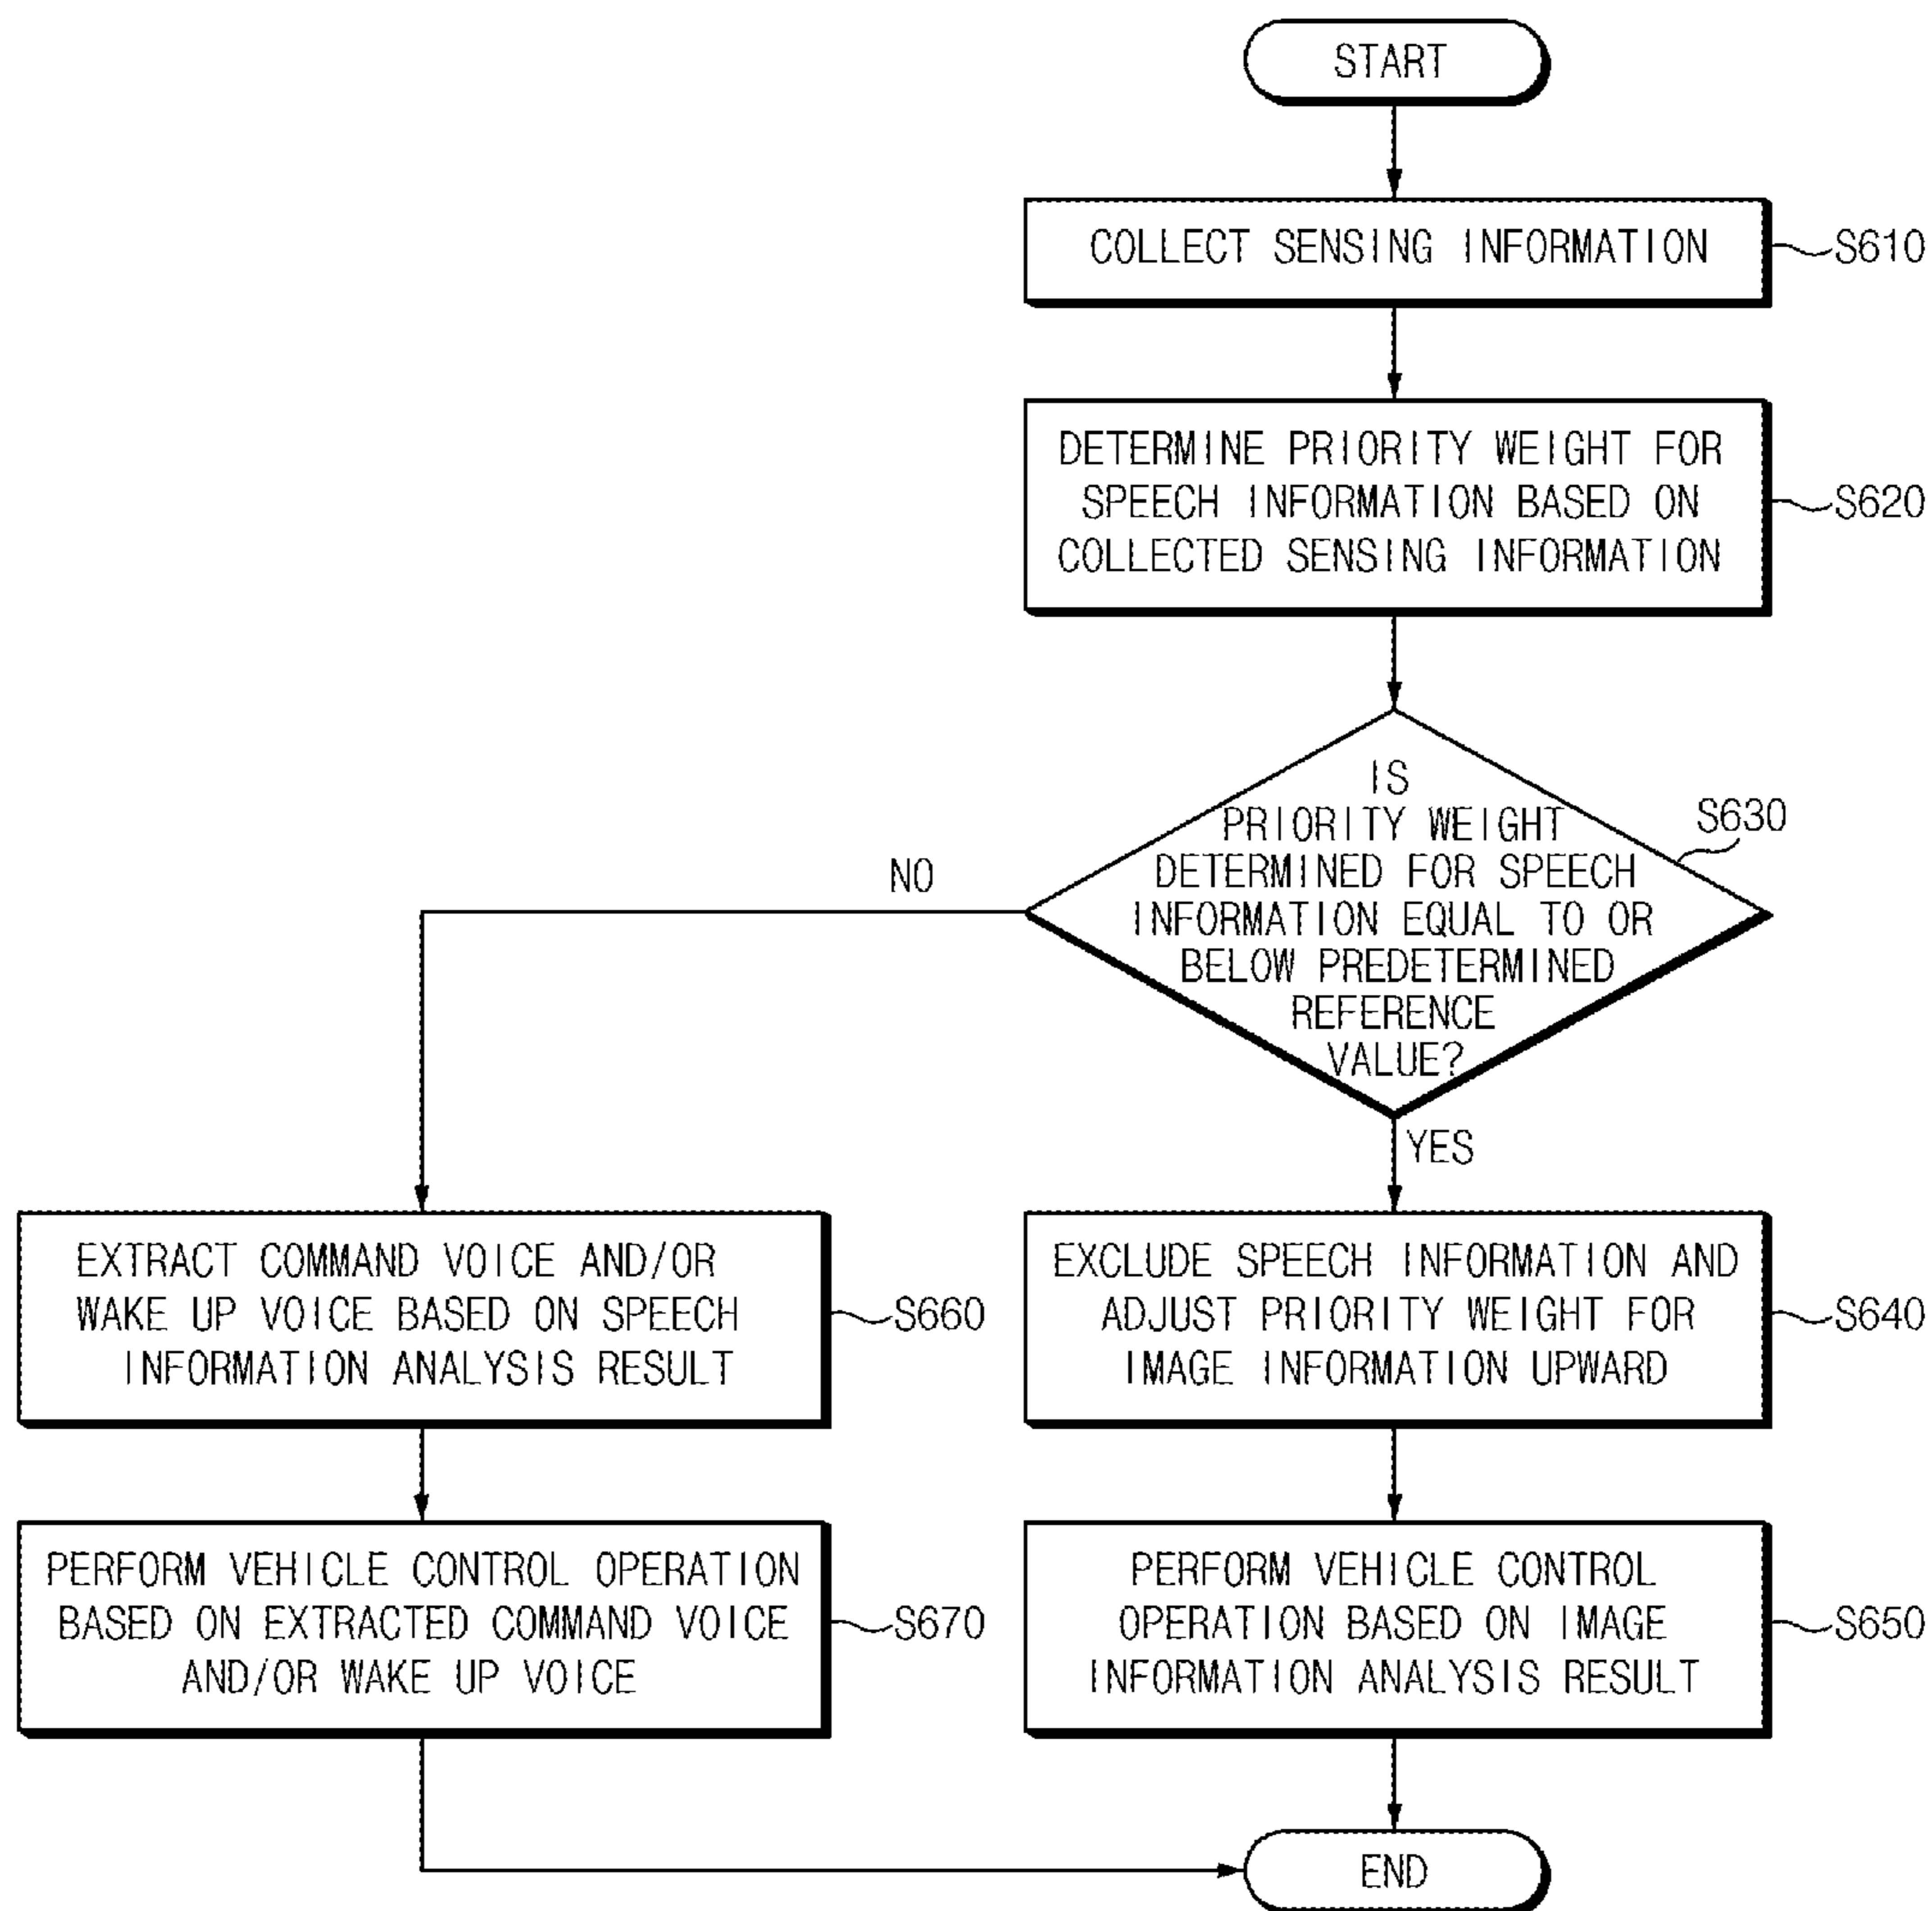 START
COLLECT SENSING INFORMATION
S610
DETERMINE PRIORITY WEIGHT FOR
SPEECH INFORMATION BASED ON
COLLECTED SENSING INFORMATION
S620
IS
PRIORITY WEIGHT
DETERMINED FOR SPEECH
INFORMATION EQUAL TO OR
BELOW PREDETERMINED
REFERENCE
VALUE?
S630
NO
YES
EXTRACT COMMAND VOICE AND/OR
WAKE UP VOICE BASED ON SPEECH
INFORMATION ANALYSIS RESULT
S660
EXCLUDE SPEECH INFORMATION AND
ADJUST PRIORITY WEIGHT FOR
IMAGE INFORMATION UPWARD
S640
PERFORM VEHICLE CONTROL OPERATION
BASED ON EXTRACTED COMMAND VOICE
AND/OR WAKE UP VOICE
S670
PERFORM VEHICLE CONTROL
OPERATION BASED ON IMAGE
INFORMATION ANALYSIS RESULT
S650
END